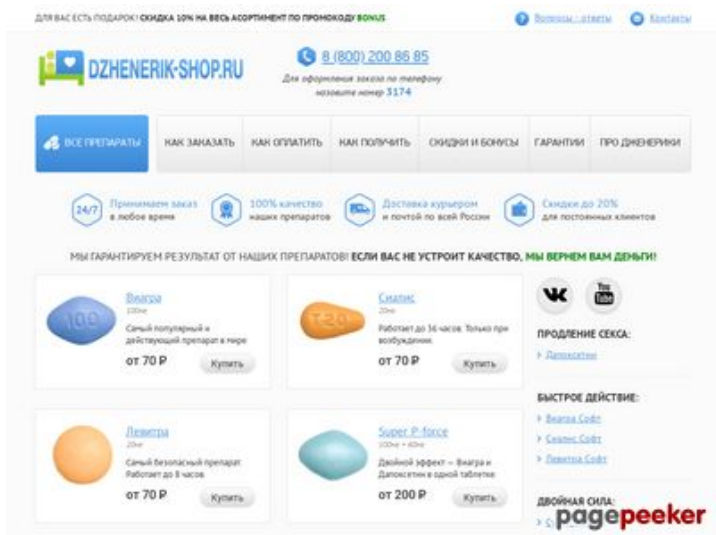 ДЛЯ ВАС ЕСТЬ ПОДАРОК! СКИДКА 10% НА ВЕСЬ АСОРТИМЕНТ ПО ПРОМОКОДУ BONUS
Вопросы - ответы
Контакты
DZHENERIK-SHOP.RU
8 (800) 200 86 85
Для оформления заказа по телефону
назовите номер 3174
ВСЕ ПРЕПАРАТЫ
КАК ЗАКАЗАТЬ
КАК ОПЛАТИТЬ
КАК ПОЛУЧИТЬ
СКИДКИ И БОНУСЫ
ГАРАНТИИ
ПРО ДЖЕНЕРИКИ
24/7
Принимаем заказ
в любое время
100% качество
наших препаратов
Доставка курьером
и почтой по всей России
Скидки до 20%
для постоянных клиентов
МЫ ГАРАНТИРУЕМ РЕЗУЛЬТАТ ОТ НАШИХ ПРЕПАРАТОВ! ЕСЛИ ВАС НЕ УСТРОИТ КАЧЕСТВО, МЫ ВЕРНЕМ ВАМ ДЕНЬГИ!
100
Виагра
100мг
Самый популярный и
действующий препарат в мире
от 70 Р
Купить
T20
Сиалис
20мг
Работает до 36 часов. Только при
возбуждении.
от 70 Р
Купить
Левитра
20мг
Самый безопасный препарат.
Работает до 8 часов.
от 70 Р
Купить
Super P-force
100мг + 60мг
Двойной эффект — Виагра и
Дапоксетин в одной таблетке
от 200 Р
Купить
You
Tube
ПРОДЛЕНИЕ СЕКСА:
Дапоксетин
БЫСТРОЕ ДЕЙСТВИЕ:
Виагра Софт
Сиалис Софт
Левитра Софт
ДВОЙНАЯ СИЛА:
pagepeeker